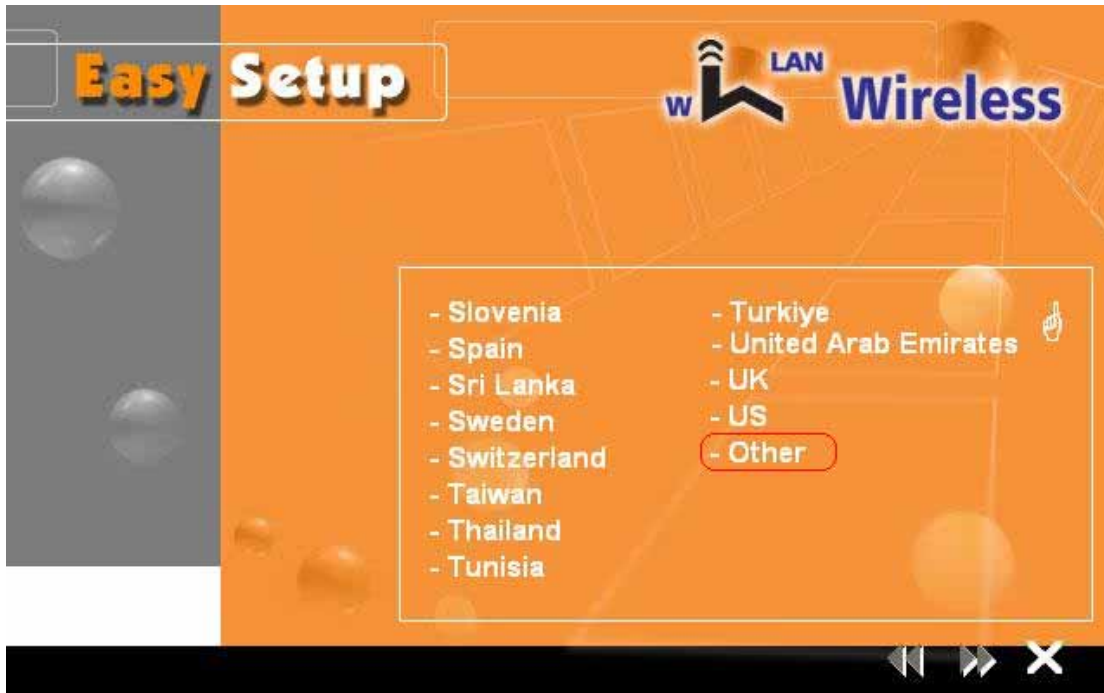 Easy Setup
W LAN
Wireless
- Slovenia
- Spain
- Sri Lanka
- Sweden
- Switzerland
- Taiwan
- Thailand
- Tunisia
- Turkiye
- United Arab Emirates
- UK
- US
- Other